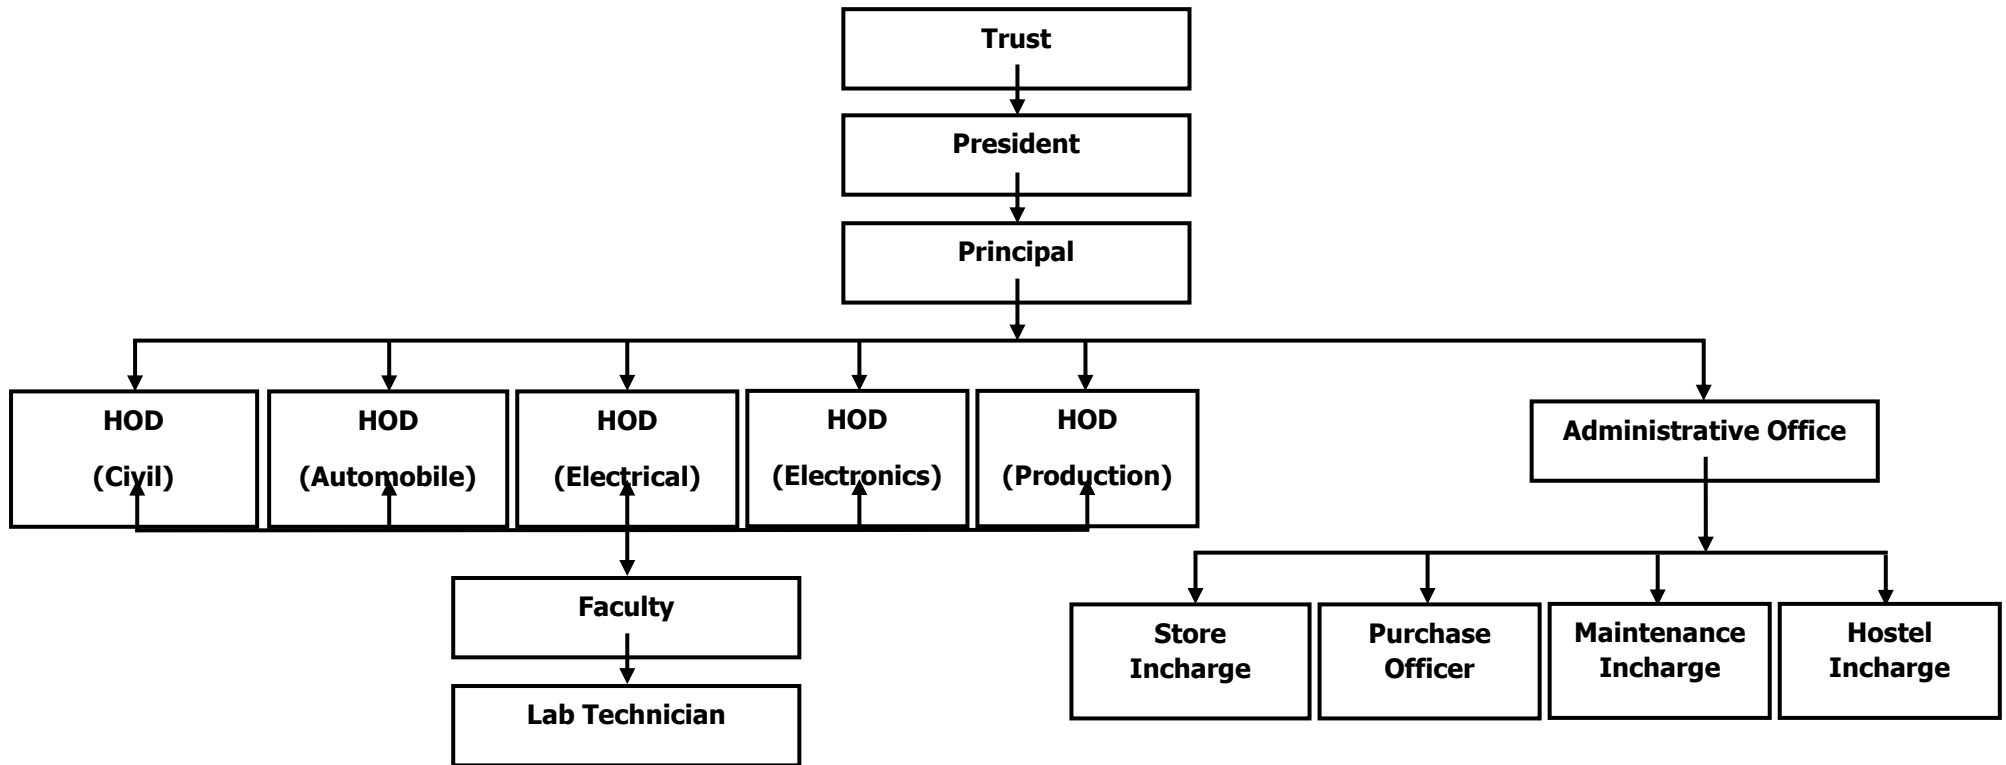 Trust
President
Principal
HOD
(Civil)
HOD
(Automobile)
HOD
(Electrical)
HOD
(Electronics)
HOD
(Production)
Administrative Office
Faculty
Lab Technician
Store
Incharge
Purchase
Officer
Maintenance
Incharge
Hostel
Incharge